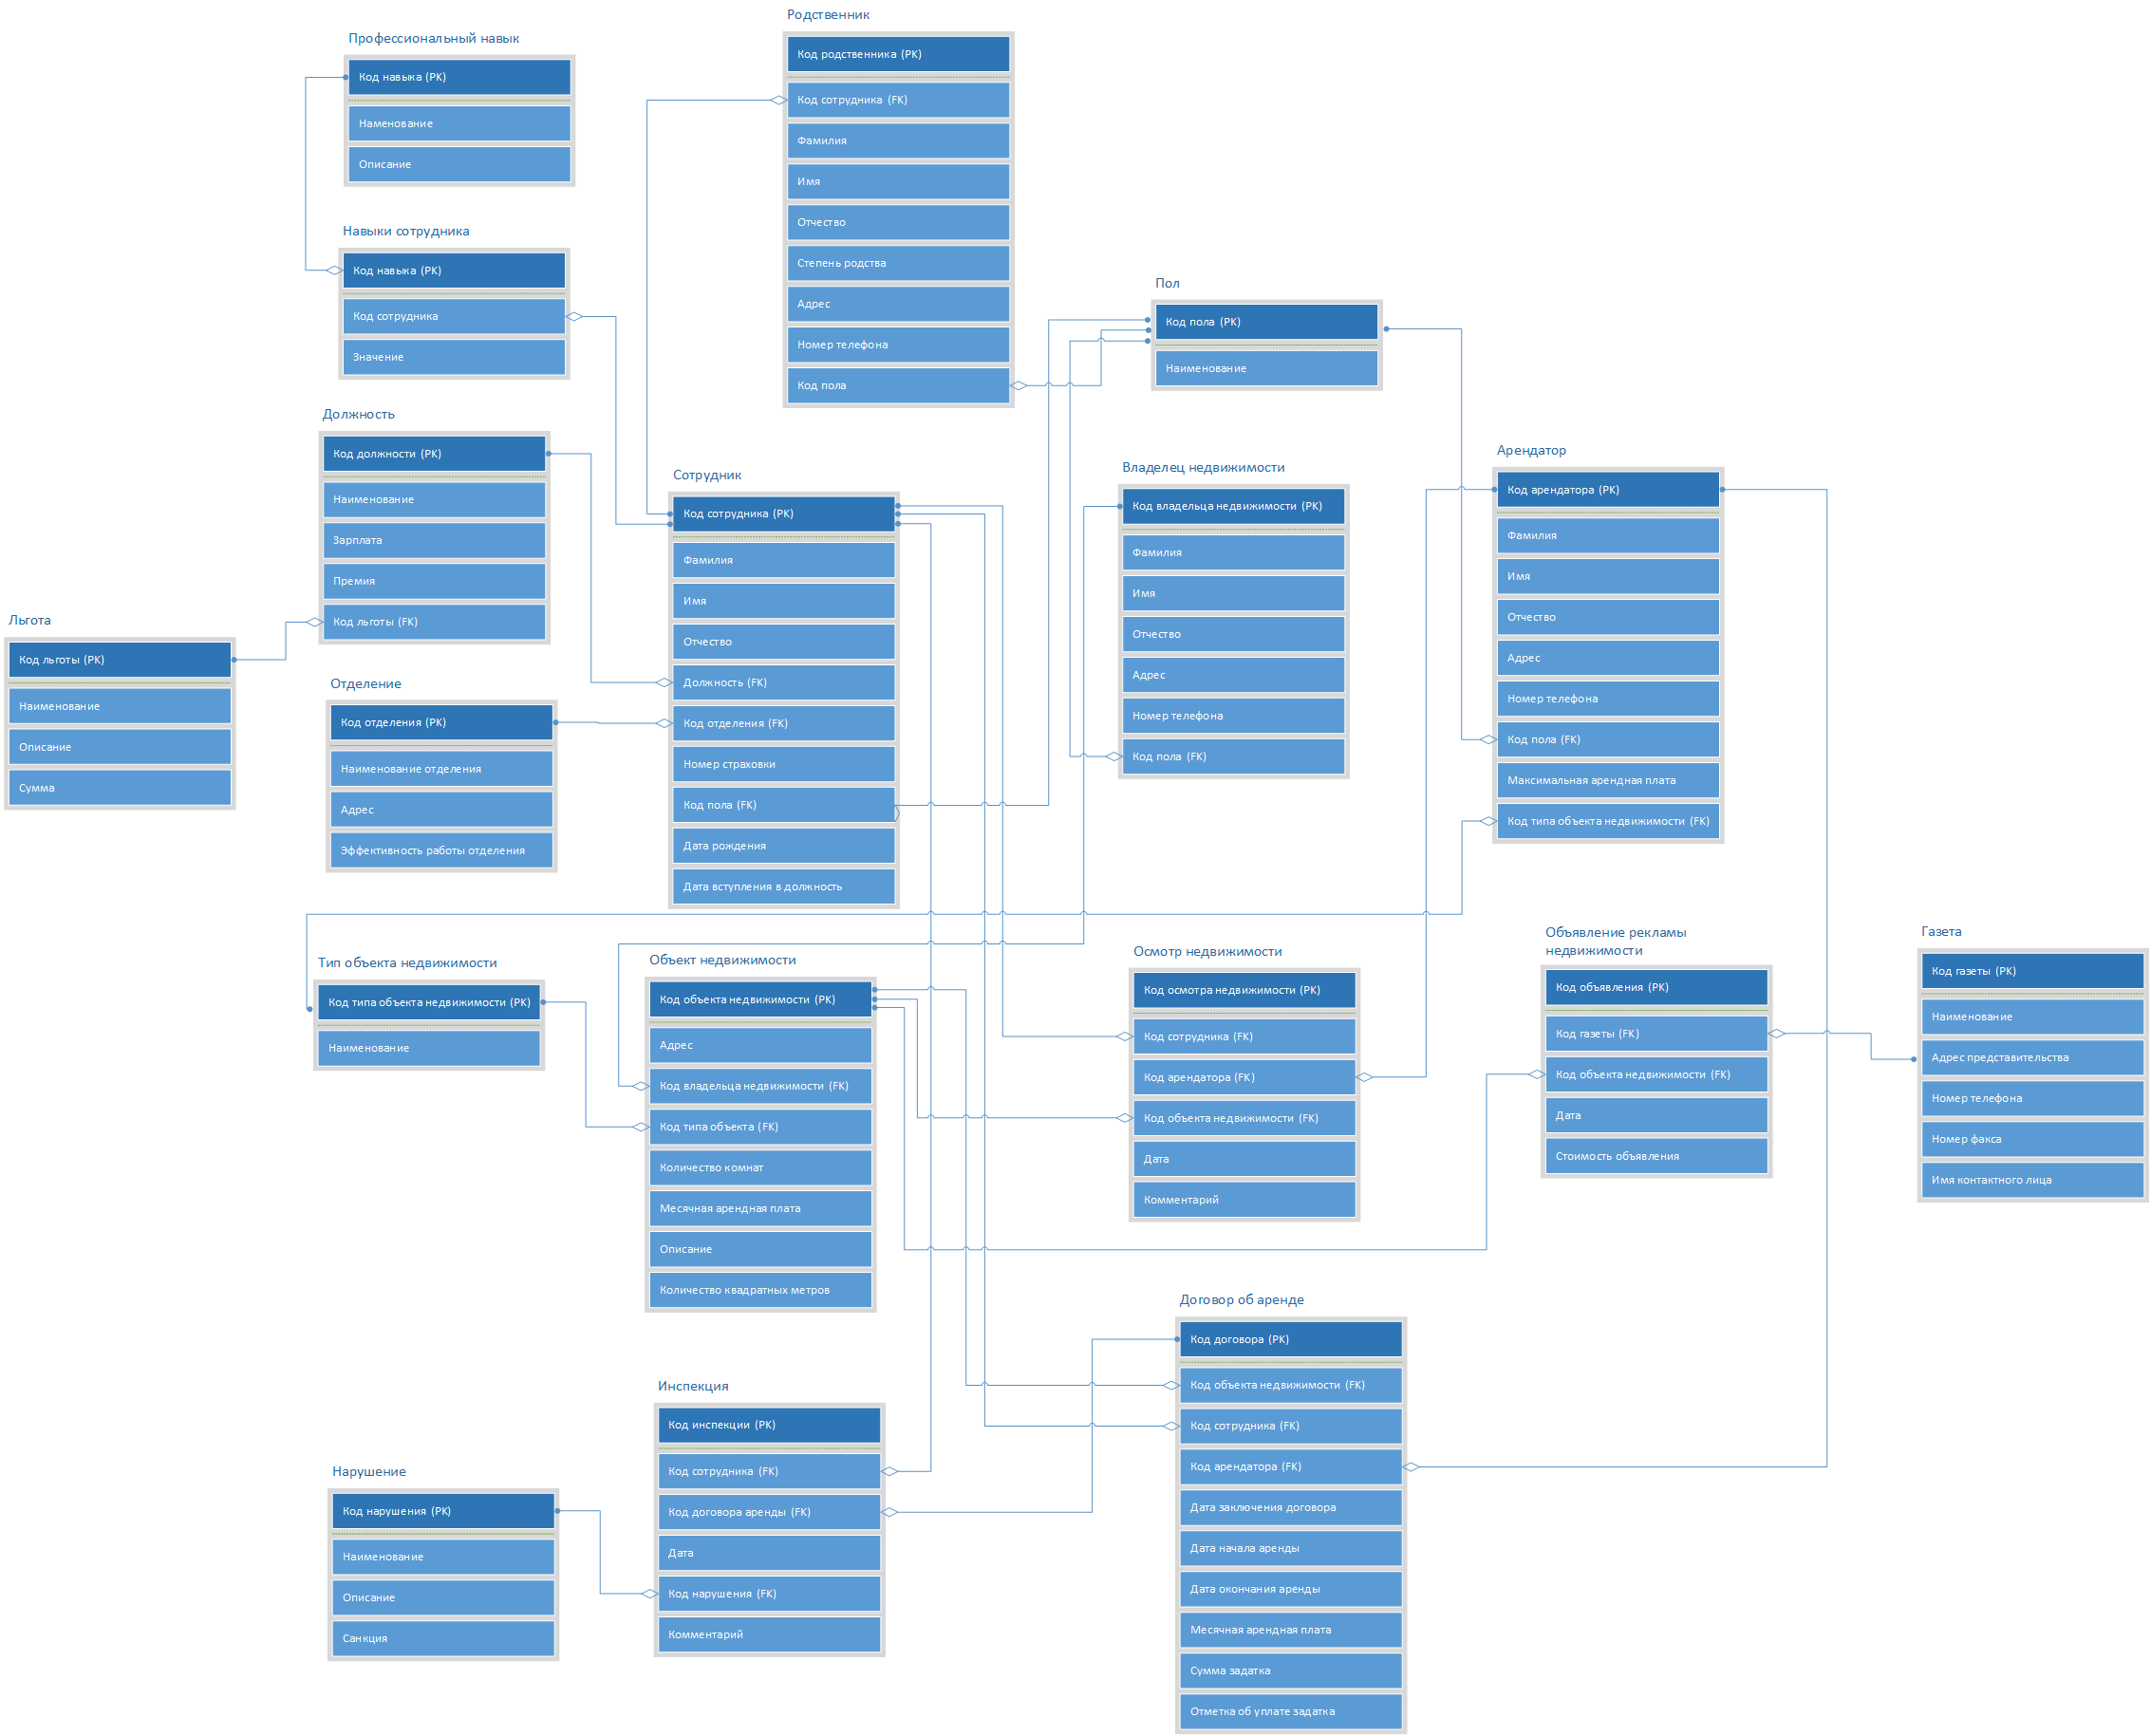 Родственник
Код родственника (PK)
Код сотрудника (FK)
Фамилия
Имя
Отчество
Степень родства
Адрес
Номер телефона
Код пола
Профессиональный навык
Код навыка (PK)
Наменование
Описание
Навыки сотрудника
Код навыка (PK)
Код сотрудника
Значение
Пол
Код пола (PK)
Наименование
Должность
Код должности (PK)
Наименование
Зарплата
Премия
Код льготы (FK)
Сотрудник
Код сотрудника (PK)
Фамилия
Имя
Отчество
Должность (FK)
Код отделения (FK)
Номер страховки
Код пола (FK)
Дата рождения
Дата вступления в должность
Владелец недвижимости
Код владельца недвижимости (PK)
Фамилия
Имя
Отчество
Адрес
Номер телефона
Код пола (FK)
Арендатор
Код арендатора (PK)
Фамилия
Имя
Отчество
Адрес
Номер телефона
Код пола (FK)
Максимальная арендная плата
Код типа объекта недвижимости (FK)
Льгота
Код льготы (PK)
Наименование
Описание
Сумма
Отделение
Код отделения (PK)
Наименование отделения
Адрес
Эффективность работы отделения
Тип объекта недвижимости
Код типа объекта недвижимости (PK)
Наименование
Объект недвижимости
Код объекта недвижимости (PK)
Адрес
Код владельца недвижимости (FK)
Код типа объекта (FK)
Количество комнат
Месячная арендная плата
Описание
Количество квадратных метров
Осмотр недвижимости
Код осмотра недвижимости (PK)
Код сотрудника (FK)
Код арендатора (FK)
Код объекта недвижимости (FK)
Дата
Комментарий
Объявление рекламы
недвижимости
Код объявления (PK)
Код газеты (FK)
Код объекта недвижимости (FK)
Дата
Стоимость объявления
Газета
Код газеты (PK)
Наименование
Адрес представительства
Номер телефона
Номер факса
Имя контактного лица
Договор об аренде
Код договора (PK)
Код объекта недвижимости (FK)
Код сотрудника (FK)
Код арендатора (FK)
Дата заключения договора
Дата начала аренды
Дата окончания аренды
Месячная арендная плата
Сумма задатка
Отметка об уплате задатка
Инспекция
Код инспекции (PK)
Код сотрудника (FK)
Код договора аренды (FK)
Дата
Код нарушения (FK)
Комментарий
Нарушение
Код нарушения (PK)
Наименование
Описание
Санкция